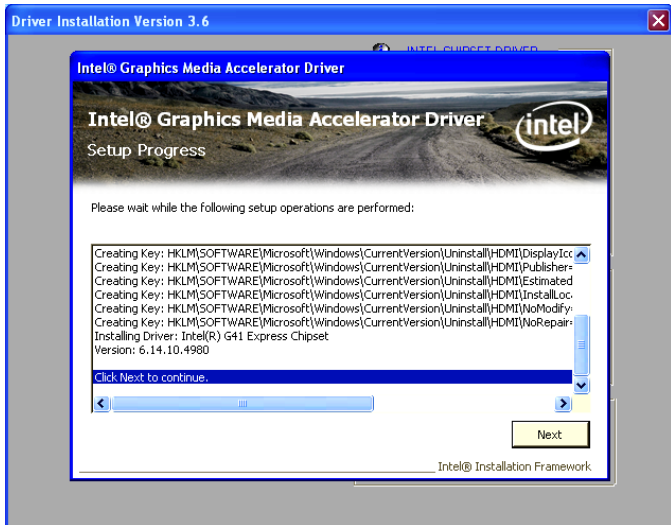 Driver Installation Version 3.6
INTEL CHIPSET DRIVER
Intel® Graphics Media Accelerator Driver
Intel® Graphics Media Accelerator Driver
Setup Progress
intel
Please wait while the following setup operations are performed:
Creating Key: HKLM\SOFTWARE\Microsoft\Windows\CurrentVersion\Uninstall\HDMI\DisplayIcc
Creating Key: HKLM\SOFTWARE\Microsoft\Windows\CurrentVersion\Uninstall\HDMI\Publisher=
Creating Key: HKLM\SOFTWARE\Microsoft\Windows\CurrentVersion\Uninstall\HDMI\Estimated
Creating Key: HKLM\SOFTWARE\Microsoft\Windows\CurrentVersion\Uninstall\HDMI\InstallLoc
Creating Key: HKLM\SOFTWARE\Microsoft\Windows\CurrentVersion\Uninstall\HDMI\NoModify
Creating Key: HKLM\SOFTWARE\Microsoft\Windows\CurrentVersion\Uninstall\HDMI\NoRepair=
Installing Driver: Intel(R) G41 Express Chipset
Version: 6.14.10.4980
Click Next to continue.
Next
Intel® Installation Framework